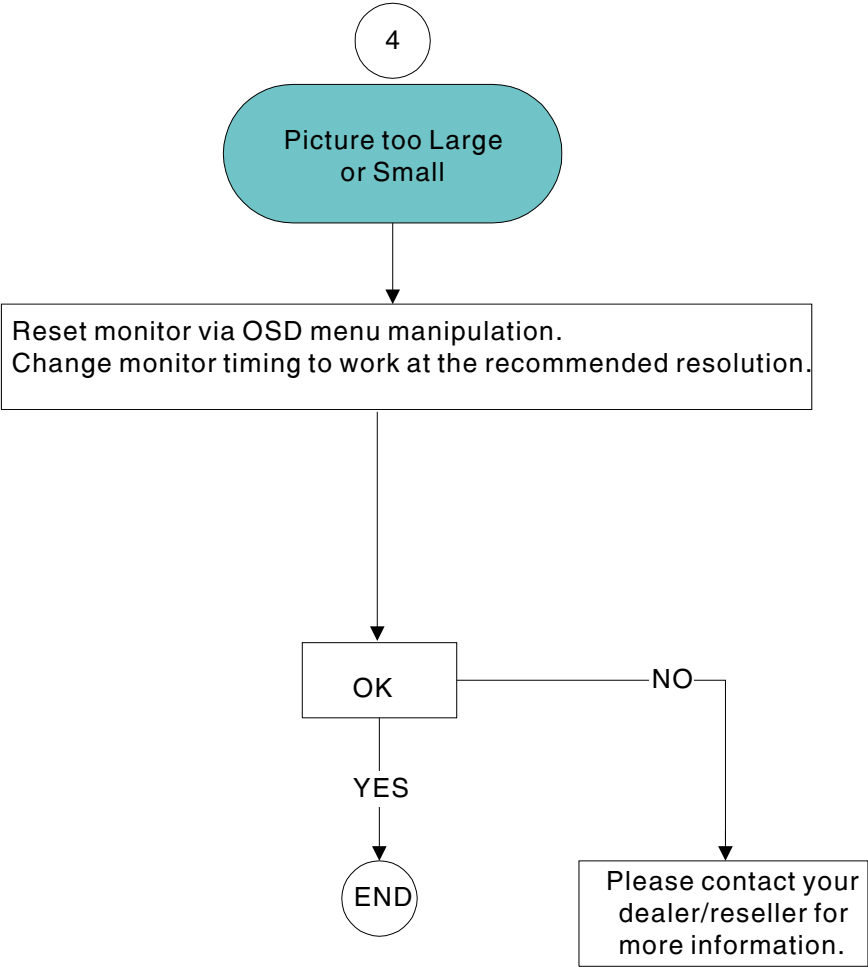 4
Picture too Large
or Small
Reset monitor via OSD menu manipulation.
Change monitor timing to work at the recommended resolution.
OK
NO
YES
END
Please contact your
dealer/reseller for
more information.